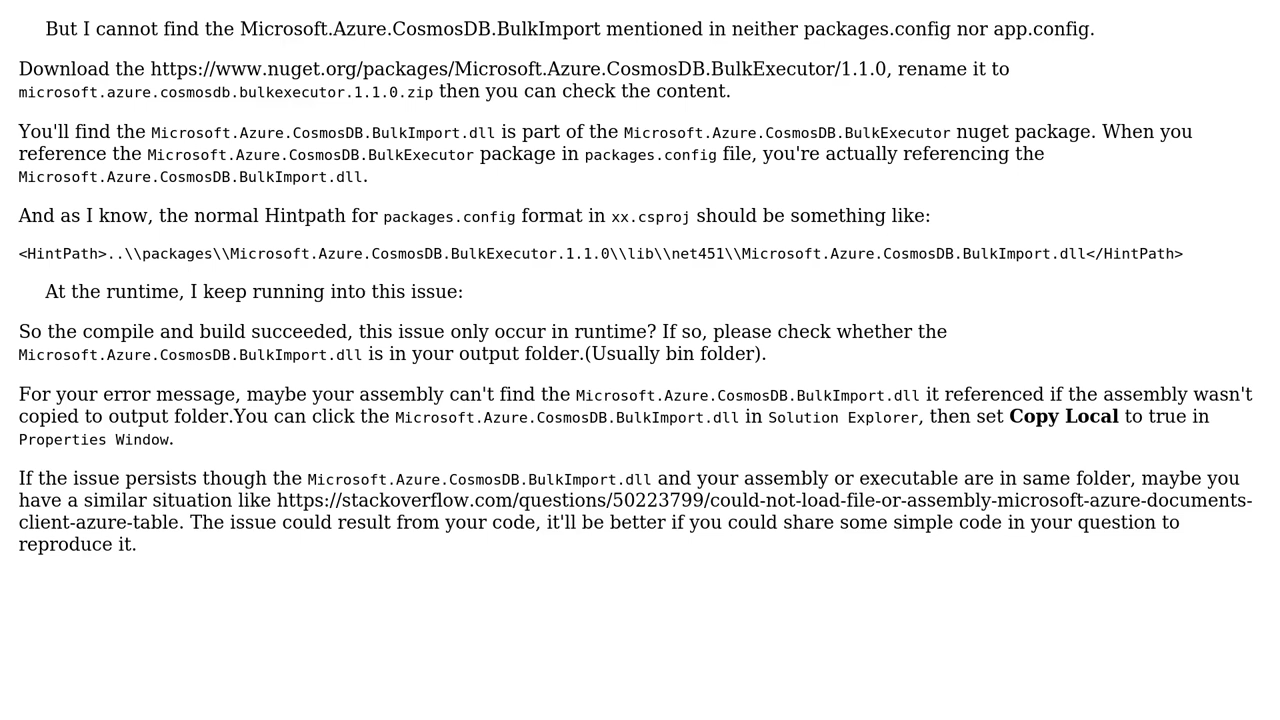 But I cannot find the Microsoft.Azure.CosmosDB.BulkImport mentioned in neither packages.config nor app.config.
Download the https://www.nuget.org/packages/Microsoft.Azure.CosmosDB.BulkExecutor/1.1.0, rename it to
microsoft.azure.cosmosdb.bulkexecutor.1.1.0.zip then you can check the content.
You'll find the Microsoft.Azure.CosmosDB.BulkImport.dll is part of the Microsoft.Azure.CosmosDB.BulkExecutor nuget package. When you
reference the Microsoft.Azure.CosmosDB.BulkExecutor package in packages.config file, you're actually referencing the
Microsoft.Azure.CosmosDB.BulkImport.dll.
And as I know, the normal Hintpath for packages.config format in xx.csproj should be something like:
<HintPath>..\\packages\\Microsoft.Azure.CosmosDB.BulkExecutor.1.1.0\\lib\\net451\\Microsoft.Azure.CosmosDB.BulkImport.dll</HintPath>
At the runtime, I keep running into this issue:
So the compile and build succeeded, this issue only occur in runtime? If so, please check whether the
Microsoft.Azure.CosmosDB.BulkImport.dll is in your output folder.(Usually bin folder).
For your error message, maybe your assembly can't find the Microsoft.Azure.CosmosDB.BulkImport.dll it referenced if the assembly wasn't
copied to output folder.You can click the Microsoft.Azure.CosmosDB.BulkImport.dll in Solution Explorer, then set Copy Local to true in
Properties Window.
If the issue persists though the Microsoft.Azure.CosmosDB.BulkImport.dll and your assembly or executable are in same folder, maybe you
have a similar situation like https://stackoverflow.com/questions/50223799/could-not-load-file-or-assembly-microsoft-azure-documents-
client-azure-table. The issue could result from your code, it'll be better if you could share some simple code in your question to
reproduce it.